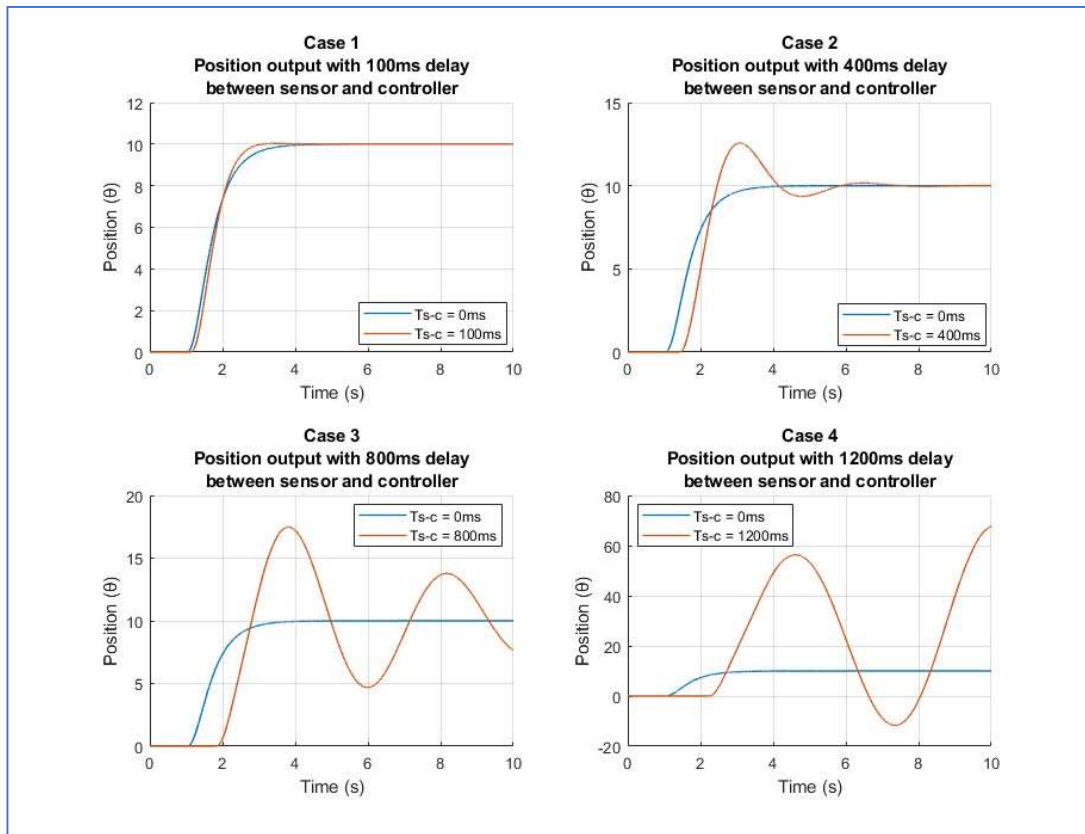 Case 1
Position output with 100ms delay
between sensor and controller
12
10
8
6
4
2
0
Position (θ)
Ts-c = 0ms
Ts-c = 100ms
0 2 4 6 8 10
Time (s)
Case 2
Position output with 400ms delay
between sensor and controller
15
10
5
0
Position (θ)
Ts-c = 0ms
Ts-c = 400ms
0 2 4 6 8 10
Time (s)
Case 3
Position output with 800ms delay
between sensor and controller
20
15
10
5
0
Position (θ)
Ts-c = 0ms
Ts-c = 800ms
0 2 4 6 8 10
Time (s)
Case 4
Position output with 1200ms delay
between sensor and controller
80
60
40
20
0
-20
Position (θ)
Ts-c = 0ms
Ts-c = 1200ms
0 2 4 6 8 10
Time (s)